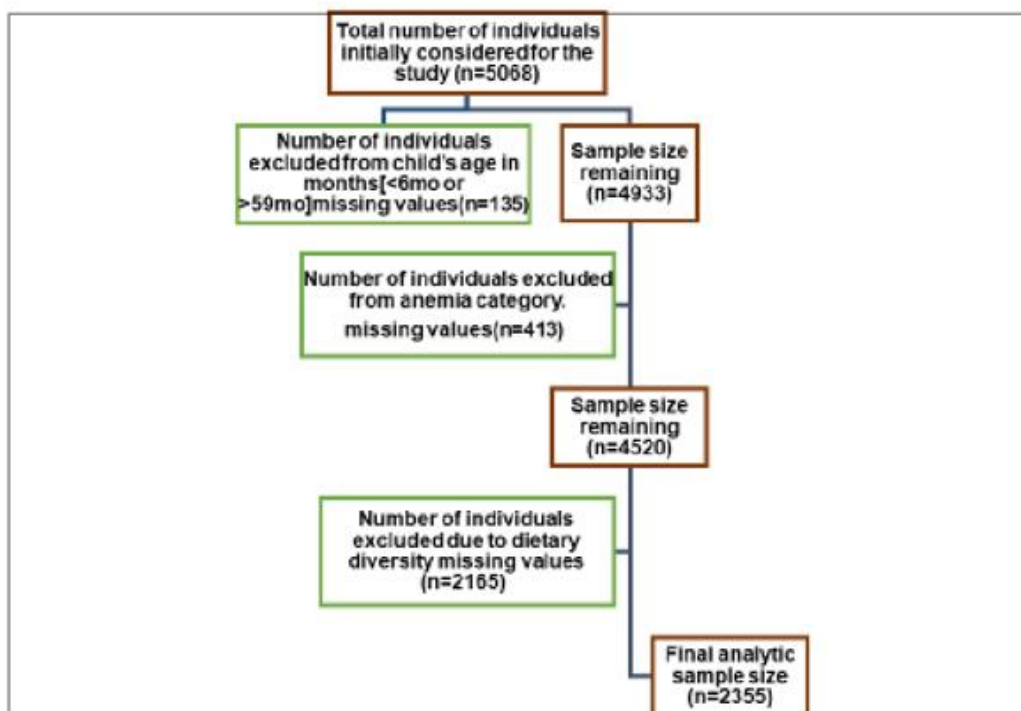 Total number of individuals
initially considered for the
study (n=5068)
Number of individuals
excluded from child's age in
months[<6mo or
>59mo]missing values(n=135)
Sample size
remaining
(n=4933)
Number of individuals excluded
from anemia category.
missing values(n=413)
Sample size
remaining
(n=4520)
Number of individuals
excluded due to dietary
diversity missing values
(n=2165)
Final analytic
sample size
(n=2355)